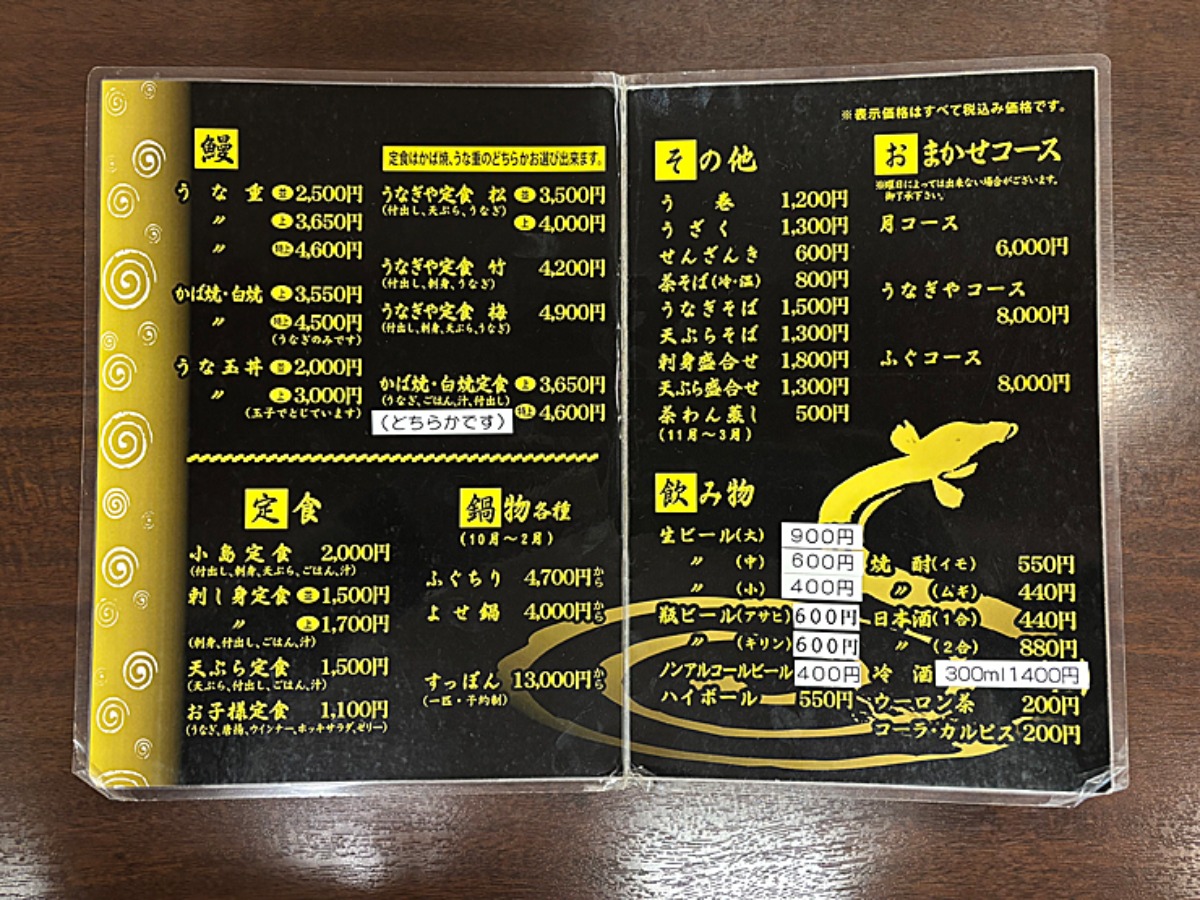 鰻
定食はかば焼、うな重のどちらかお選び出来ます。
うな重 並 2,500円
〃 上 3,650円
〃 特上 4,600円
かば焼・白焼 上 3,550円
〃 特上 4,500円
(うなぎのみです)
うな玉丼 並 2,000円
〃 上 3,000円
(玉子でとじています)
うなぎや定食 松 並 3,500円
(付出し、天ぷら、うなぎ)
上 4,000円
うなぎや定食 竹 4,200円
(付出し、刺身、うなぎ)
うなぎや定食 梅 4,900円
(付出し、刺身、天ぷら、うなぎ)
かば焼・白焼定食 上 3,650円
(うなぎ、ごはん、汁、付出し)
特上 4,600円
(どちらかです)
定食
小島定食 2,000円
(付出し、刺身、天ぷら、ごはん、汁)
刺し身定食 並 1,500円
〃 上 1,700円
(刺身、付出し、ごはん、汁)
天ぷら定食 1,500円
(天ぷら、付出し、ごはん、汁)
お子様定食 1,100円
(うなぎ、唐揚、ウインナー、ホッキサラダ、ゼリー)
鍋物各種
(10月〜2月)
ふぐちり 4,700円から
よせ鍋 4,000円から
すっぽん 13,000円から
(一匹・予約制)
※表示価格はすべて税込み価格です。
その他
う巻 1,200円
うざく 1,300円
せんざんき 600円
茶そば(冷・温) 800円
うなぎそば 1,500円
天ぷらそば 1,300円
刺身盛合せ 1,800円
天ぷら盛合せ 1,300円
茶わん蒸し 500円
(11月〜3月)
おまかせコース
※曜日によっては出来ない場合がございます。
御了承下さい。
月コース
6,000円
うなぎやコース
8,000円
ふぐコース
8,000円
飲み物
生ビール(大) 900円
〃 (中) 600円
〃 (小) 400円
瓶ビール(アサヒ) 600円
〃 (キリン) 600円
ノンアルコールビール 400円
ハイボール 550円
焼酎(イモ) 550円
〃 (ムギ) 440円
日本酒(1合) 440円
〃 (2合) 880円
冷酒 300ml1400円
ウーロン茶 200円
コーラ・カルピス 200円